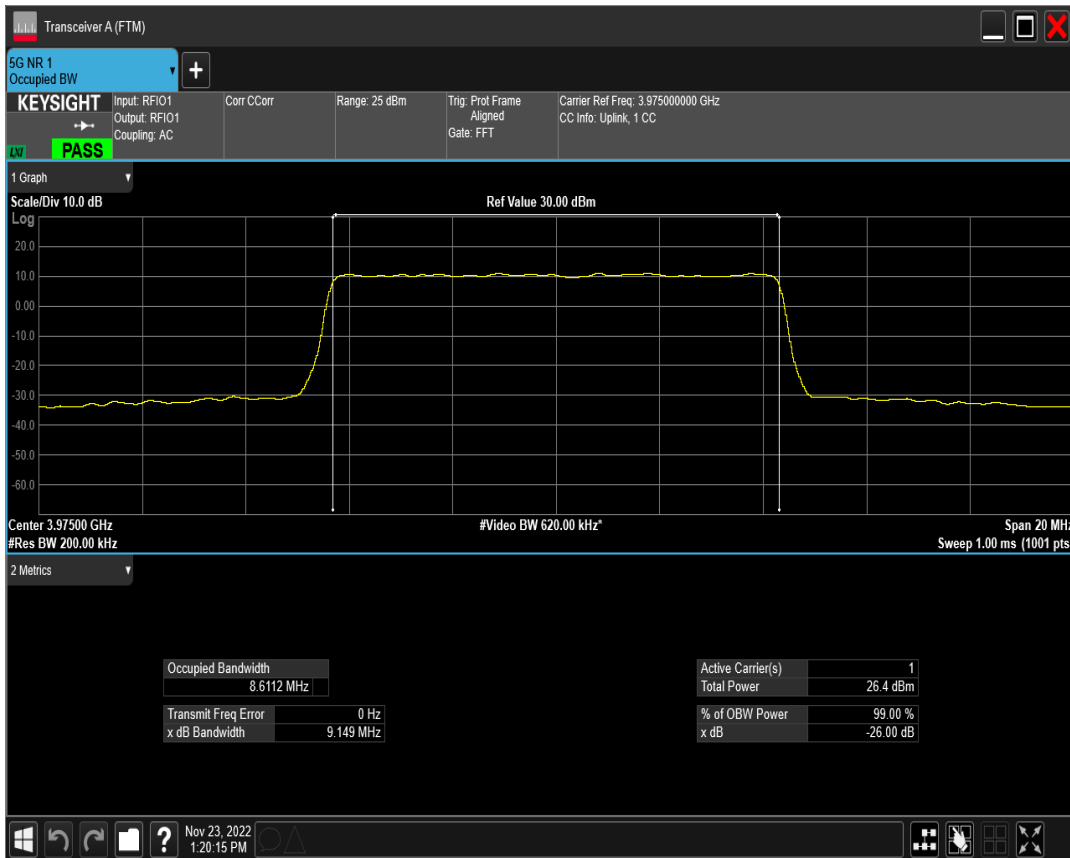 Transceiver A (FTM)
5G NR 1
Occupied BW
+
KEYSIGHT
LXI
PASS
Input: RFIO1
Output: RFIO1
Coupling: AC
Corr CCorr
Range: 25 dBm
Trig: Prot Frame
Aligned
Gate: FFT
Carrier Ref Freq: 3.975000000 GHz
CC Info: Uplink, 1 CC
1 Graph
Scale/Div 10.0 dB
Ref Value 30.00 dBm
Log
20.0
10.0
0.00
-10.0
-20.0
-30.0
-40.0
-50.0
-60.0
Center 3.97500 GHz
#Video BW 620.00 kHz*
Span 20 MHz
#Res BW 200.00 kHz
Sweep 1.00 ms (1001 pts
2 Metrics
Occupied Bandwidth
8.6112 MHz
Transmit Freq Error 0 Hz
x dB Bandwidth 9.149 MHz
Active Carrier(s) 1
Total Power 26.4 dBm
% of OBW Power 99.00 %
x dB -26.00 dB
?
Nov 23, 2022
1:20:15 PM